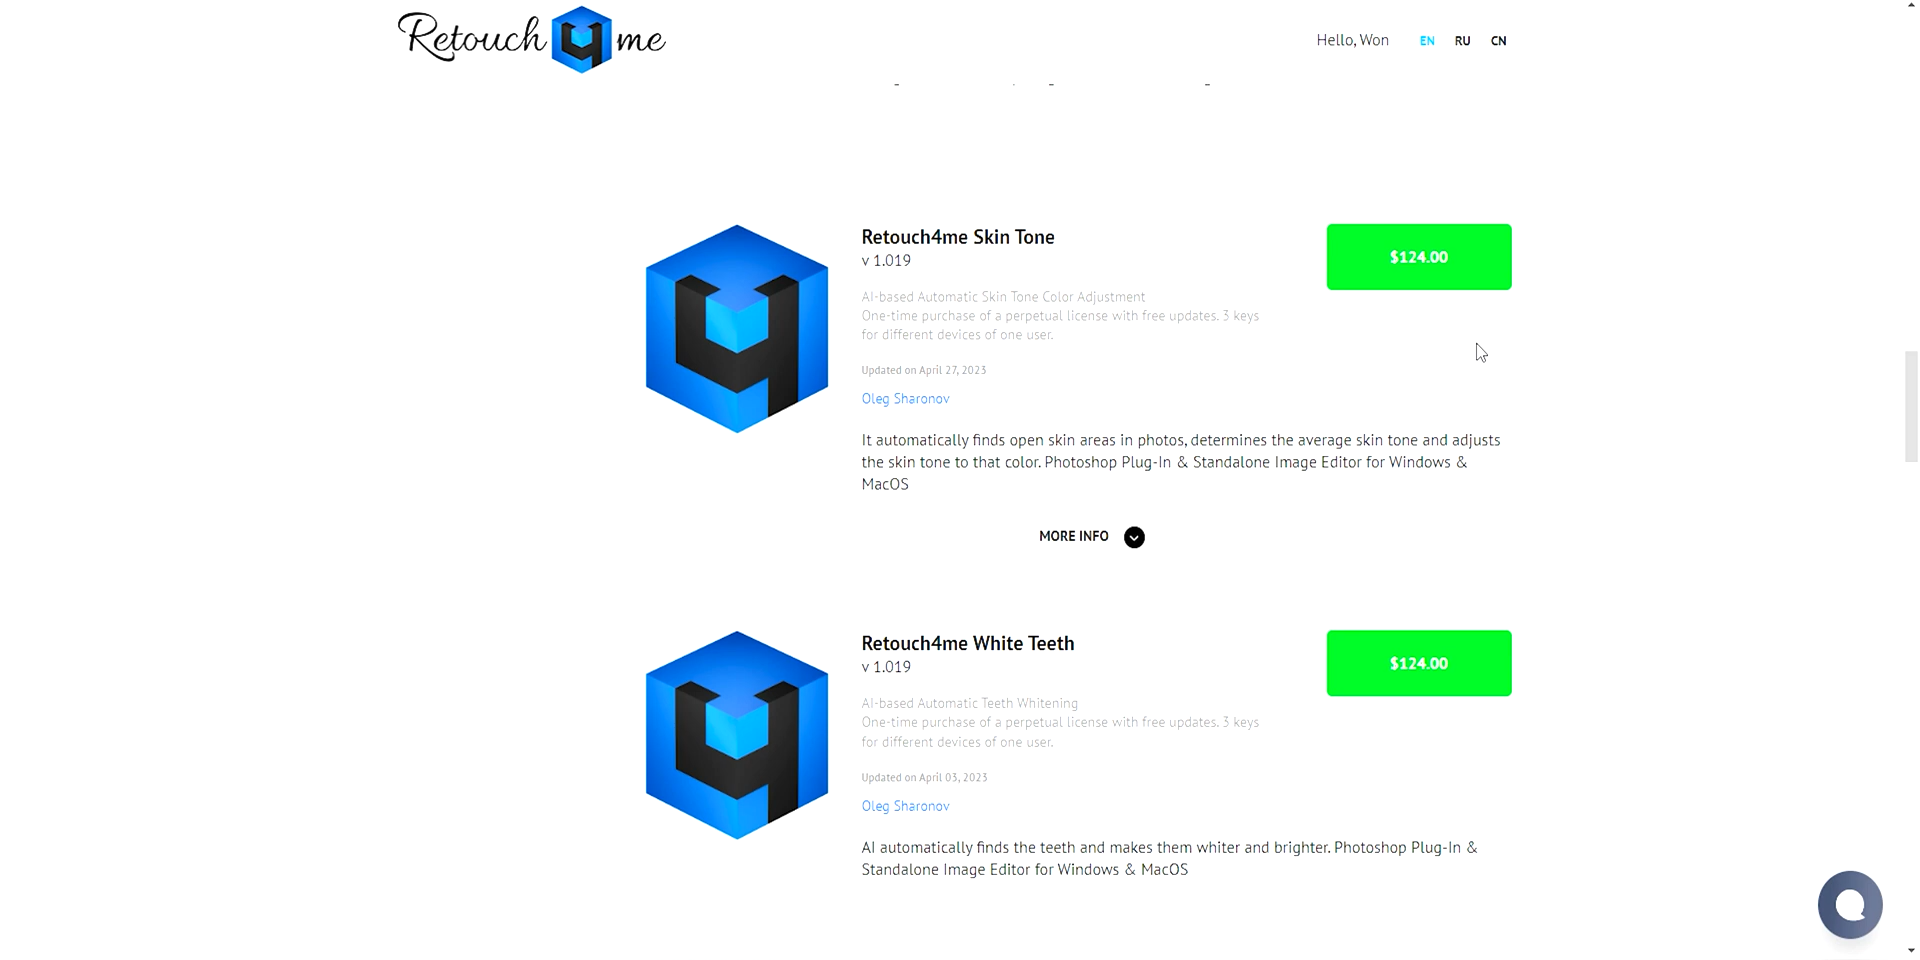 Retouch4me
Hello, Won
EN
RU
CN
Retouch4me Skin Tone
$124.00
v 1.019
AI-based Automatic Skin Tone Color Adjustment
One-time purchase of a perpetual license with free updates. 3 keys
for different devices of one user.
Updated on April 27, 2023
Oleg Sharonov
It automatically finds open skin areas in photos, determines the average skin tone and adjusts
the skin tone to that color. Photoshop Plug-In & Standalone Image Editor for Windows &
MacOS
MORE INFO
Retouch4me White Teeth
$124.00
v 1.019
AI-based Automatic Teeth Whitening
One-time purchase of a perpetual license with free updates. 3 keys
for different devices of one user.
Updated on April 03, 2023
Oleg Sharonov
AI automatically finds the teeth and makes them whiter and brighter. Photoshop Plug-In &
Standalone Image Editor for Windows & MacOS